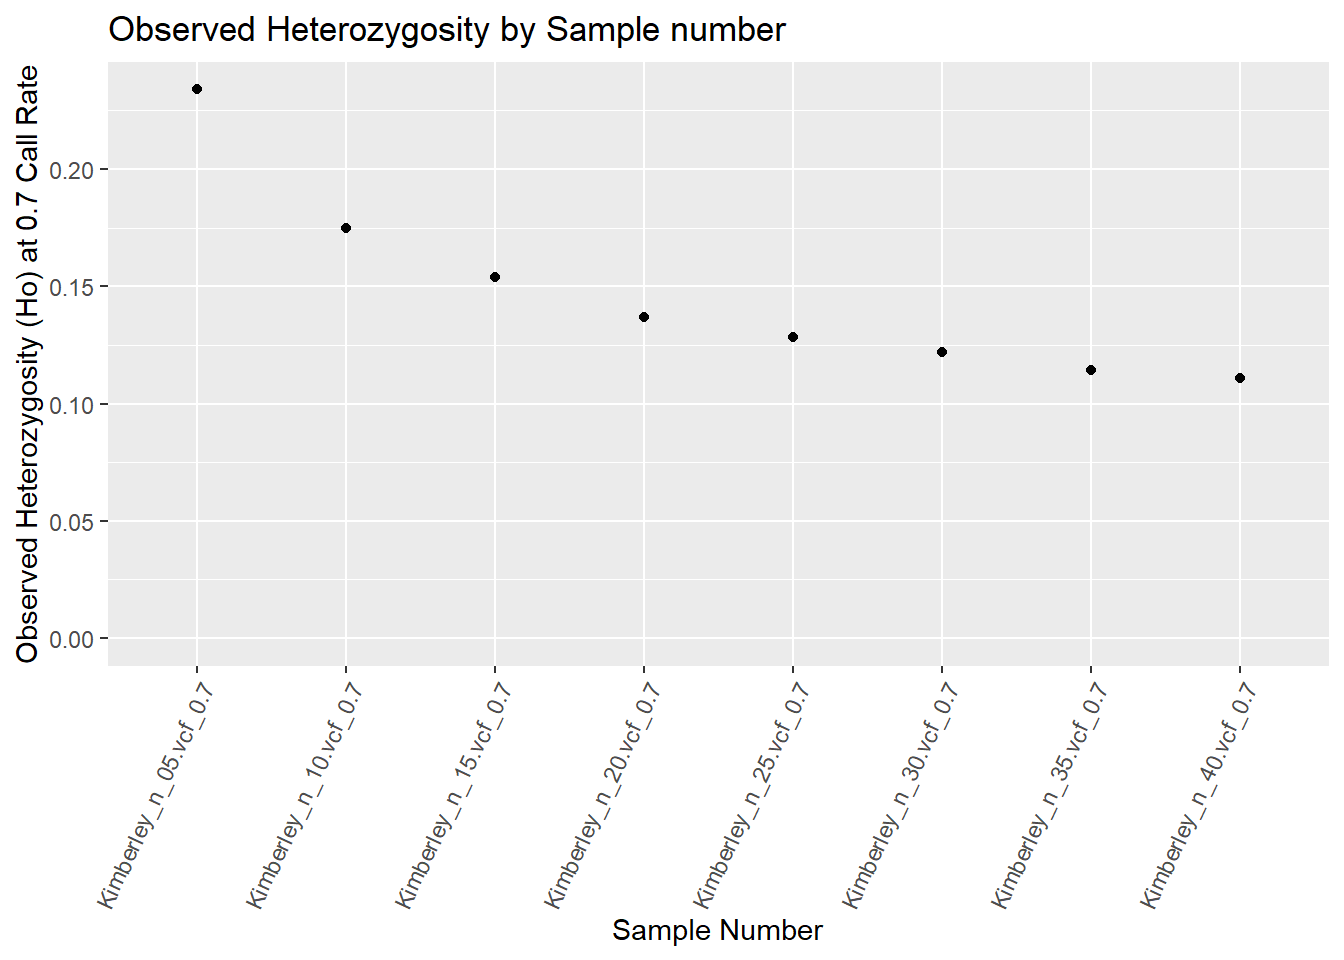 Observed Heterozygosity by Sample number
Observed Heterozygosity (Ho) at 0.7 Call Rate
0.20
0.15
0.10
0.05
0.00
Kimberley_n_05.vcf_0.7
Kimberley_n_10.vcf_0.7
Kimberley_n_15.vcf_0.7
Kimberley_n_20.vcf_0.7
Kimberley_n_25.vcf_0.7
Kimberley_n_30.vcf_0.7
Kimberley_n_35.vcf_0.7
Kimberley_n_40.vcf_0.7
Sample Number